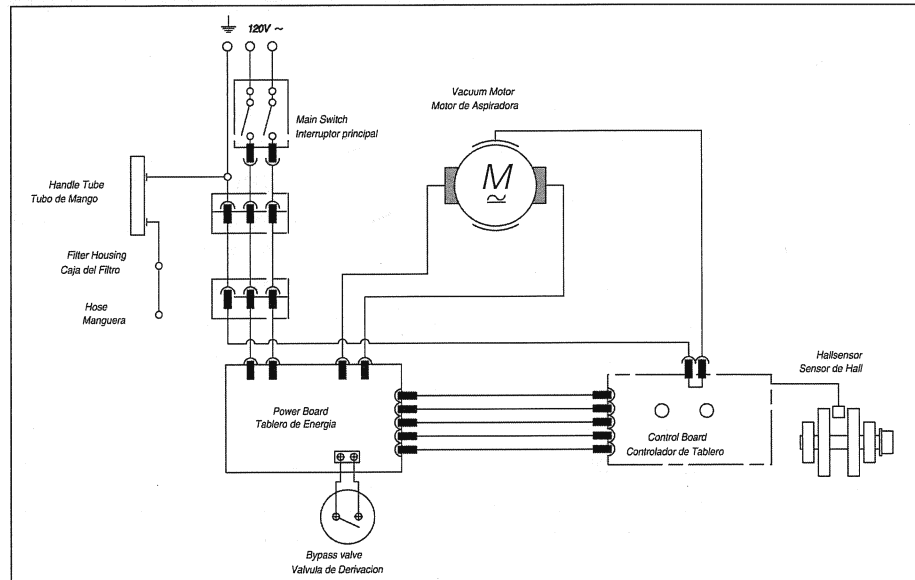 120V ~
Main Switch
Interruptor principal
Vacuum Motor
Motor de Aspiradora
M
Handle Tube
Tubo de Mango
Filter Housing
Caja del Filtro
Hose
Manguera
Hallsensor
Sensor de Hall
Power Board
Tablero de Energia
Control Board
Controlador de Tablero
Bypass valve
Valvula de Derivacion